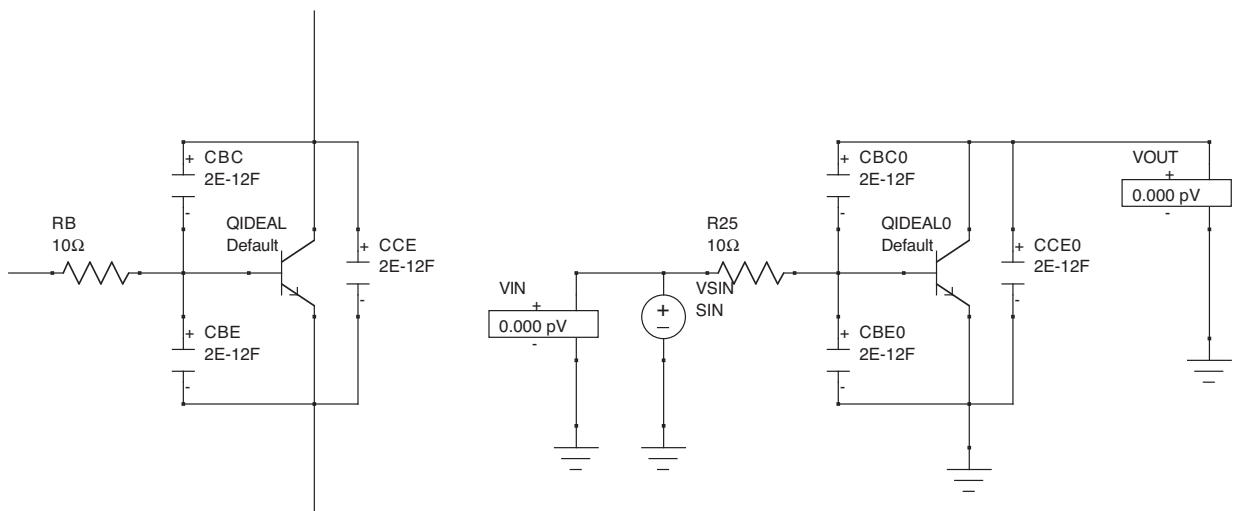 + CBC
2E-12F
-
RB
10Ω
QIDEAL
Default
+ CCE
2E-12F
-
+ CBE
2E-12F
-
VIN
+
0.000 pV
-
VSIN
SIN
+
−
R25
10Ω
+ CBC0
2E-12F
-
QIDEAL0
Default
+ CCE0
2E-12F
-
+ CBE0
2E-12F
-
VOUT
+
0.000 pV
-